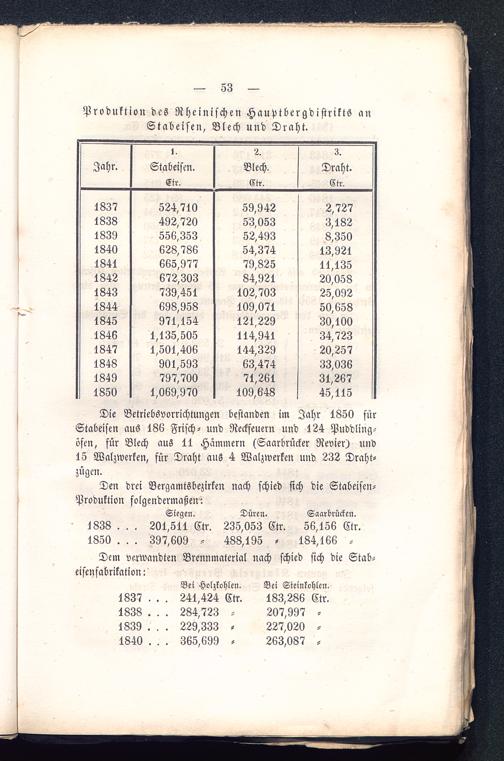 — 53 —
Produktion des Rheinischen Hauptbergdistrikts an
Stabeisen, Blech und Draht.
1. 2. 3.
Jahr. Stabeisen. Blech. Draht.
Ctr. Ctr. Ctr.
1837 524,710 59,942 2,727
1838 492,720 53,053 3,182
1839 556,353 52,493 8,350
1840 628,786 54,374 13,921
1841 665,977 79,825 11,135
1842 672,303 84,921 20,058
1843 739,451 102,703 25,092
1844 698,958 109,071 50,658
1845 971,154 121,229 30,100
1846 1,135,505 114,941 34,723
1847 1,501,406 144,329 20,257
1848 901,593 63,474 33,036
1849 797,700 71,261 31,267
1850 1,069,970 109,648 45,115
Die Betriebsvorrichtungen bestanden im Jahr 1850 für
Stabeisen aus 186 Frisch- und Reckfeuern und 124 Puddling-
öfen, für Blech aus 11 Hämmern (Saarbrücker Revier) und
15 Walzwerken, für Draht aus 4 Walzwerken und 232 Draht-
zügen.
Den drei Bergamtsbezirken nach schied sich die Stabeisen-
Produktion folgendermaßen:
Siegen. Düren. Saarbrücken.
1838 . . . 201,511 Ctr. 235,053 Ctr. 56,156 Ctr.
1850 . . . 397,609 „ 488,195 „ 184,166 „
Dem verwandten Brennmaterial nach schied sich die Stab-
eisenfabrikation:
Bei Holzkohlen. Bei Steinkohlen.
1837 . . . 241,424 Ctr. 183,286 Ctr.
1838 . . . 284,723 „ 207,997 „
1839 . . . 229,333 „ 227,020 „
1840 . . . 365,699 „ 263,087 „